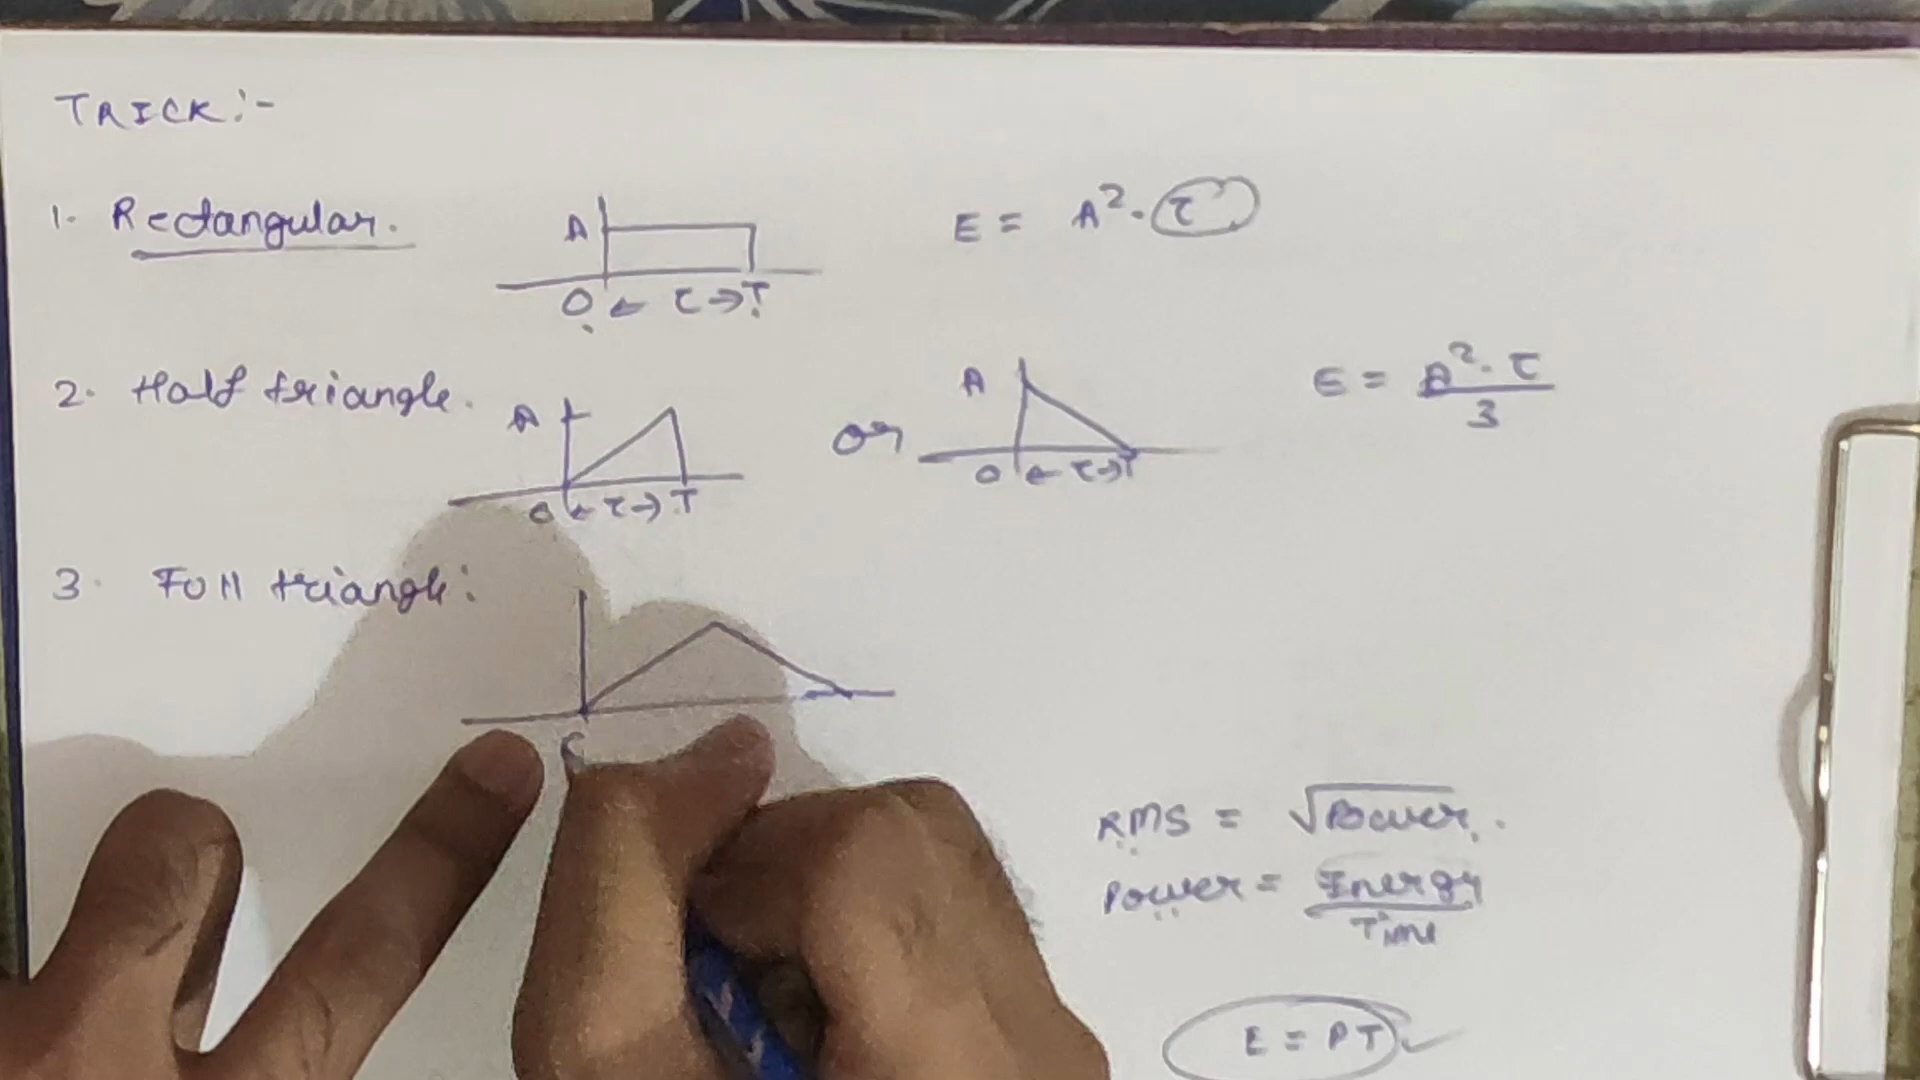 TRICK:-
1. Rectangular.
A
0 ← τ → T
E = A². τ
2. Half triangle.
A
0 ← τ → T
or
A
0 ← τ → T
E = A². τ / 3
3. Full triangle:
RMS = √Power.
Power = Energy / Time
E = PT